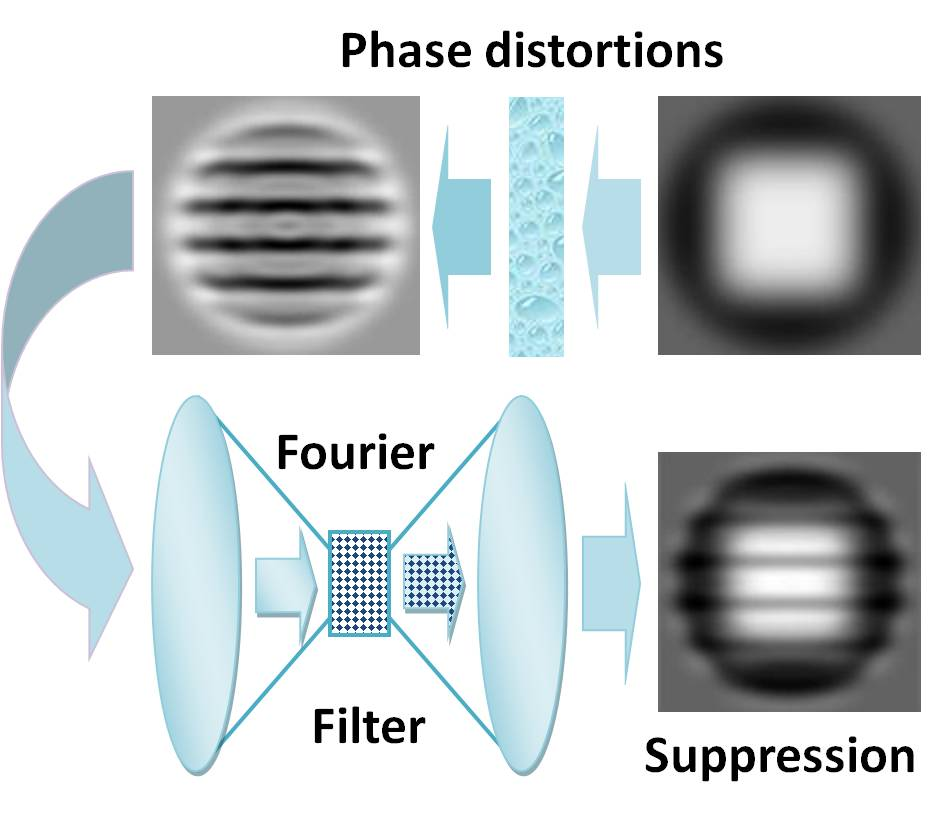 Phase distortions
Fourier
Filter
Suppression